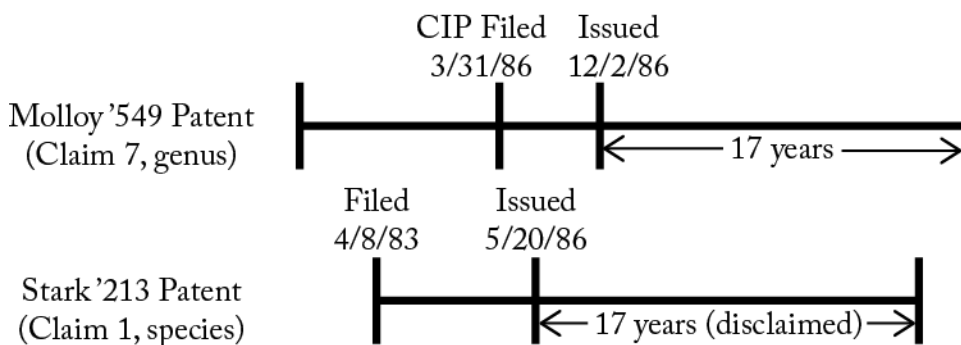 CIP Filed Issued
3/31/86 12/2/86
Molloy ’549 Patent
(Claim 7, genus)
17 years
Filed Issued
4/8/83 5/20/86
Stark ’213 Patent
(Claim 1, species)
17 years (disclaimed)